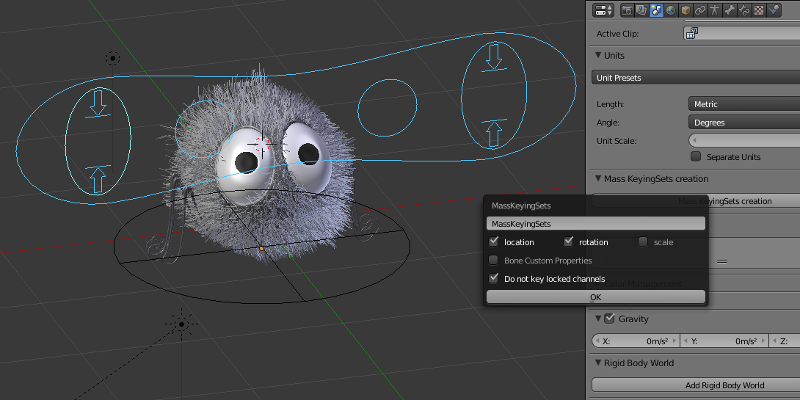 Active Clip:
Units
Unit Presets
Length: Metric
Angle: Degrees
Unit Scale:
Separate Units
Mass KeyingSets creation
MassKeyingSets
MassKeyingSets
location rotation scale
Bone Custom Properties
Do not key locked channels
OK
KeyingSets creation
Gravity
X: 0m/s² Y: 0m/s² Z:
Rigid Body World
Add Rigid Body World